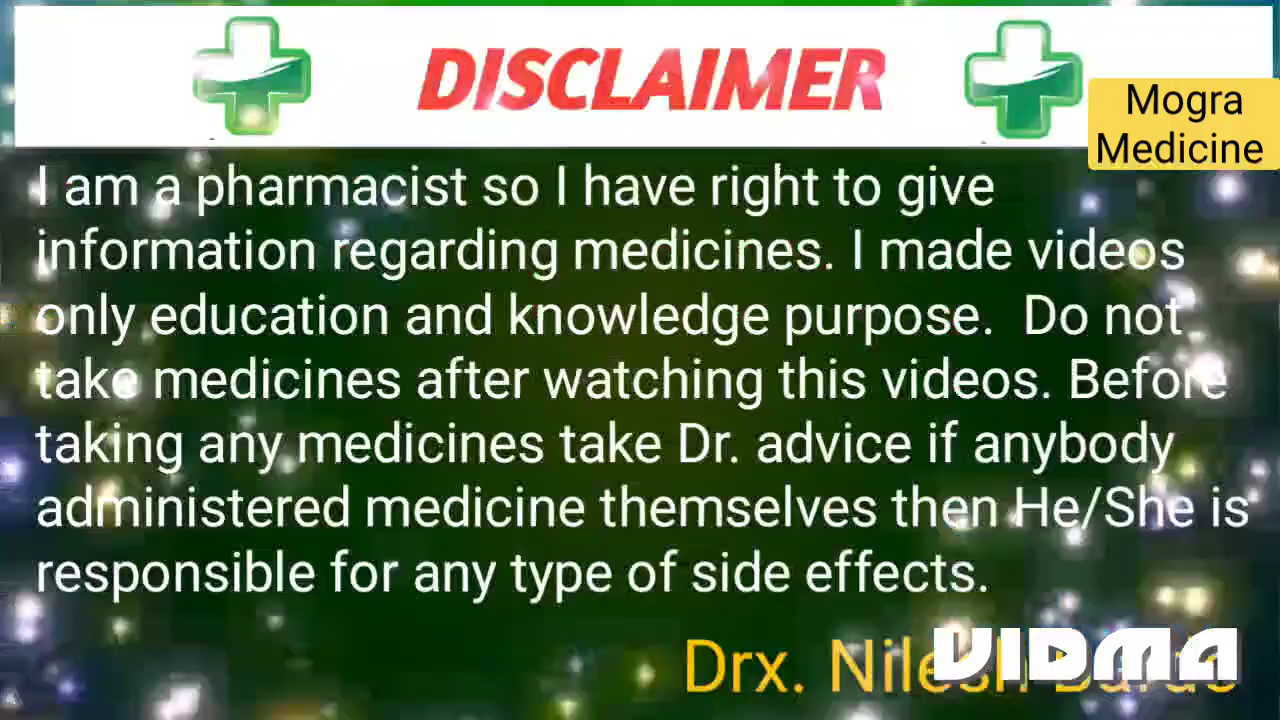 DISCLAIMER
Mogra
Medicine
I am a pharmacist so I have right to give
information regarding medicines. I made videos
only education and knowledge purpose. Do not
take medicines after watching this videos. Before
taking any medicines take Dr. advice if anybody
administered medicine themselves then He/She is
responsible for any type of side effects.
Drx. Nilesh
VIDMA